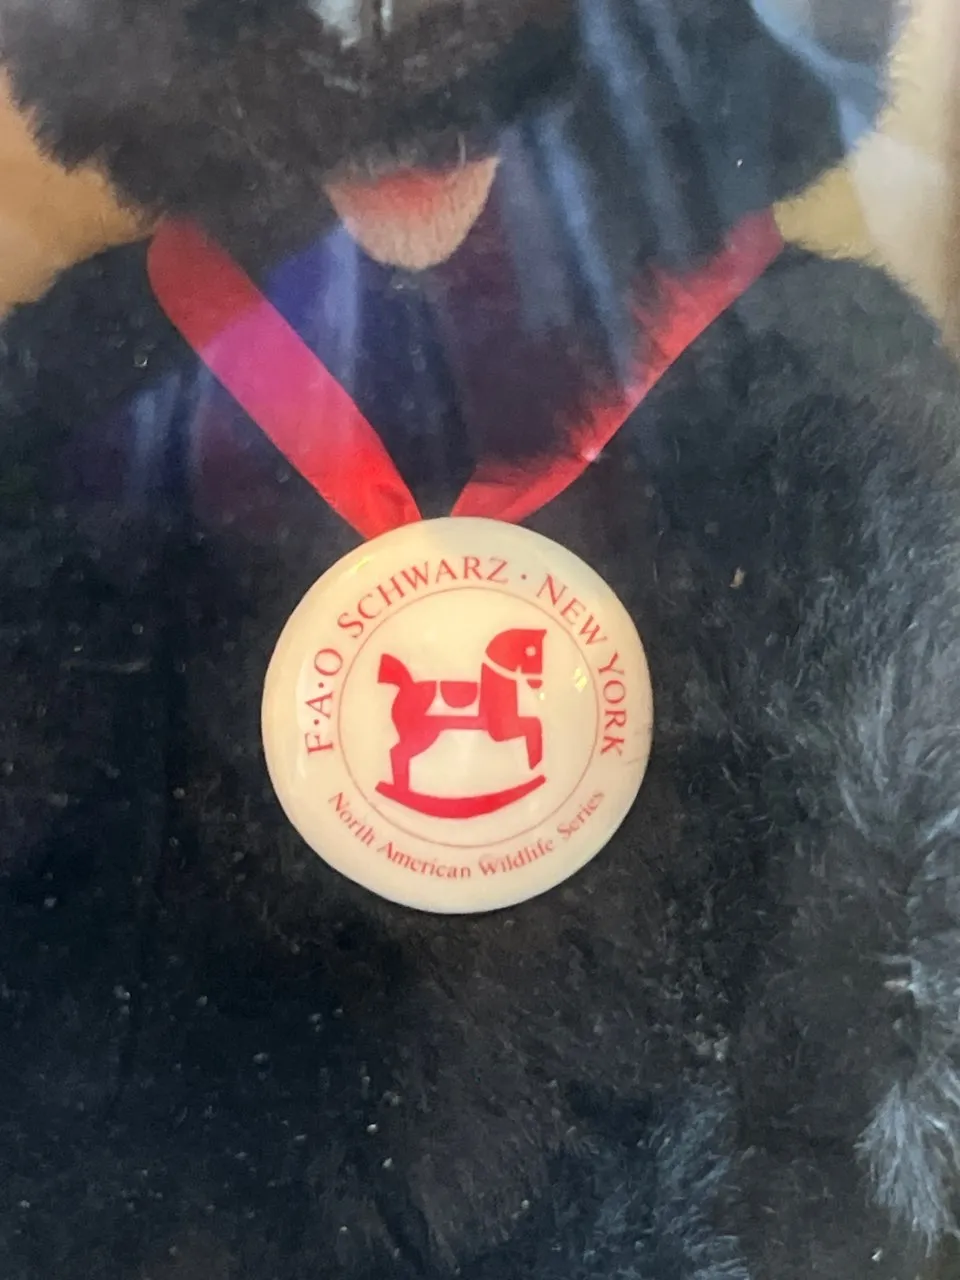 F·A·O SCHWARZ · NEW YORK
North American Wildlife Series